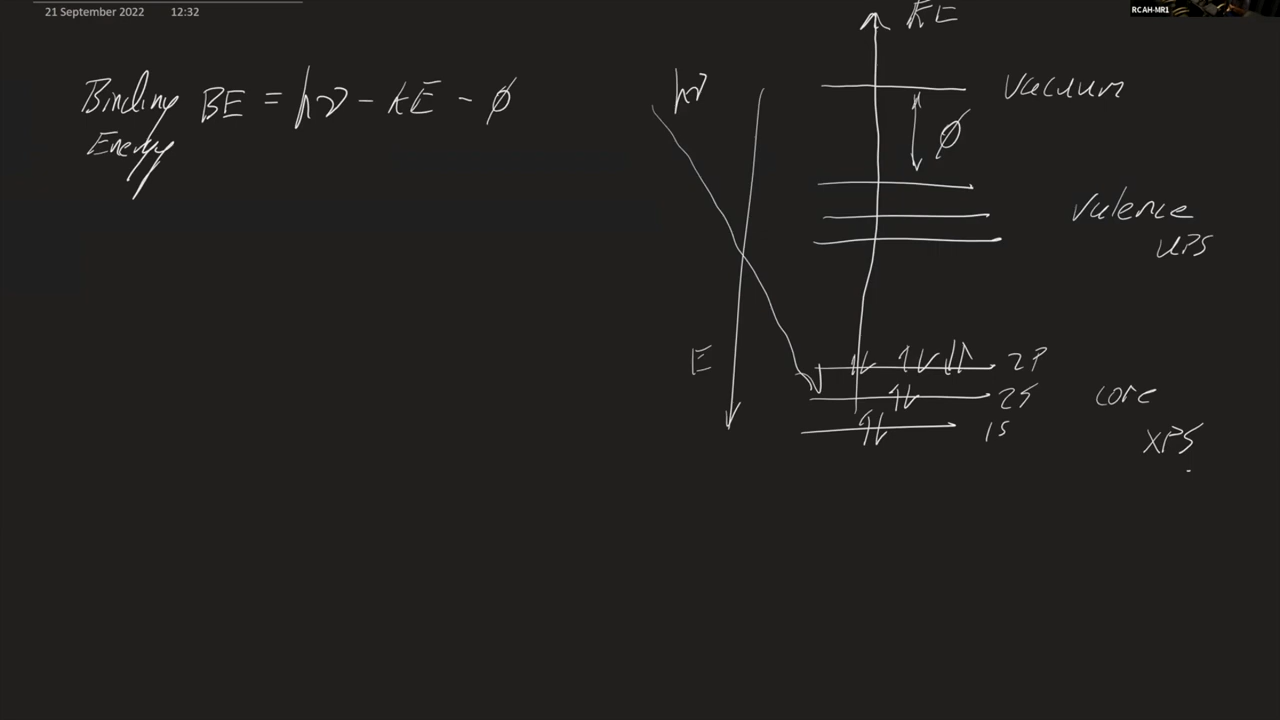 21 September 2022 12:32
RCAH-MR1
KE
Binding Energy
BE = hν - KE - φ
hν
vacuum
φ
valence
UPS
E
2P
2S
core
1S
XPS